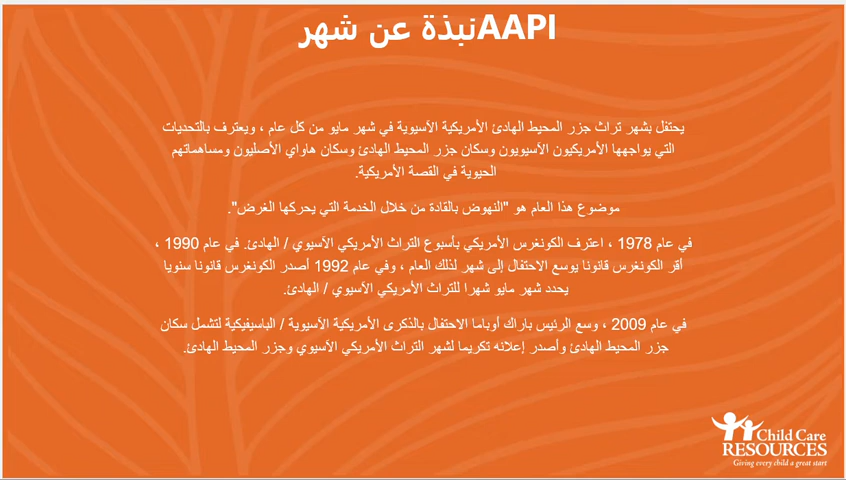 نبذة عن شهر AAPI
يحتفل بشهر تراث جزر المحيط الهادئ الأمريكية الآسيوية في شهر مايو من كل عام ، ويعترف بالتحديات
التي يواجهها الأمريكيون الآسيويون وسكان جزر المحيط الهادئ وسكان هاواي الأصليون ومساهماتهم
الحيوية في القصة الأمريكية.
موضوع هذا العام هو "النهوض بالقادة من خلال الخدمة التي يحركها الغرض".
في عام 1978 ، اعترف الكونغرس الأمريكي بأسبوع التراث الأمريكي الآسيوي / الهادئ. في عام 1990 ،
أقر الكونغرس قانونا يوسع الاحتفال إلى شهر لذلك العام ، وفي عام 1992 أصدر الكونغرس قانونا سنويا
يحدد شهر مايو شهرا للتراث الأمريكي الآسيوي / الهادئ.
في عام 2009 ، وسع الرئيس باراك أوباما الاحتفال بالذكرى الأمريكية الآسيوية / الباسيفيكية لتشمل سكان
جزر المحيط الهادئ وأصدر إعلانه تكريما لشهر التراث الأمريكي الآسيوي وجزر المحيط الهادئ.
Child Care
RESOURCES
Giving every child a great start